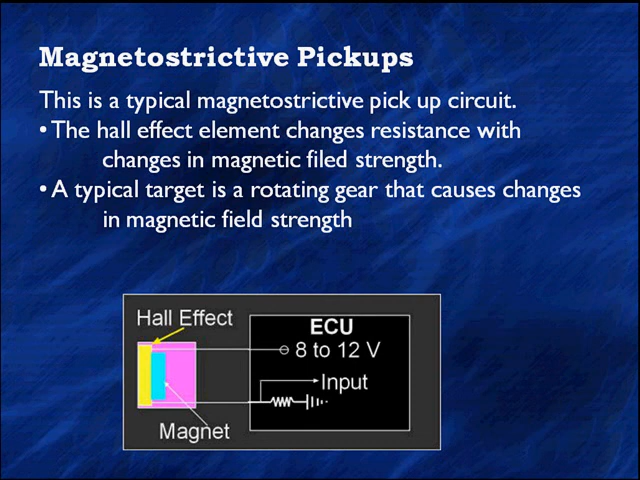 Magnetostrictive Pickups
This is a typical magnetostrictive pick up circuit.
• The hall effect element changes resistance with
changes in magnetic filed strength.
• A typical target is a rotating gear that causes changes
in magnetic field strength
Hall Effect
ECU
8 to 12 V
Input
Magnet